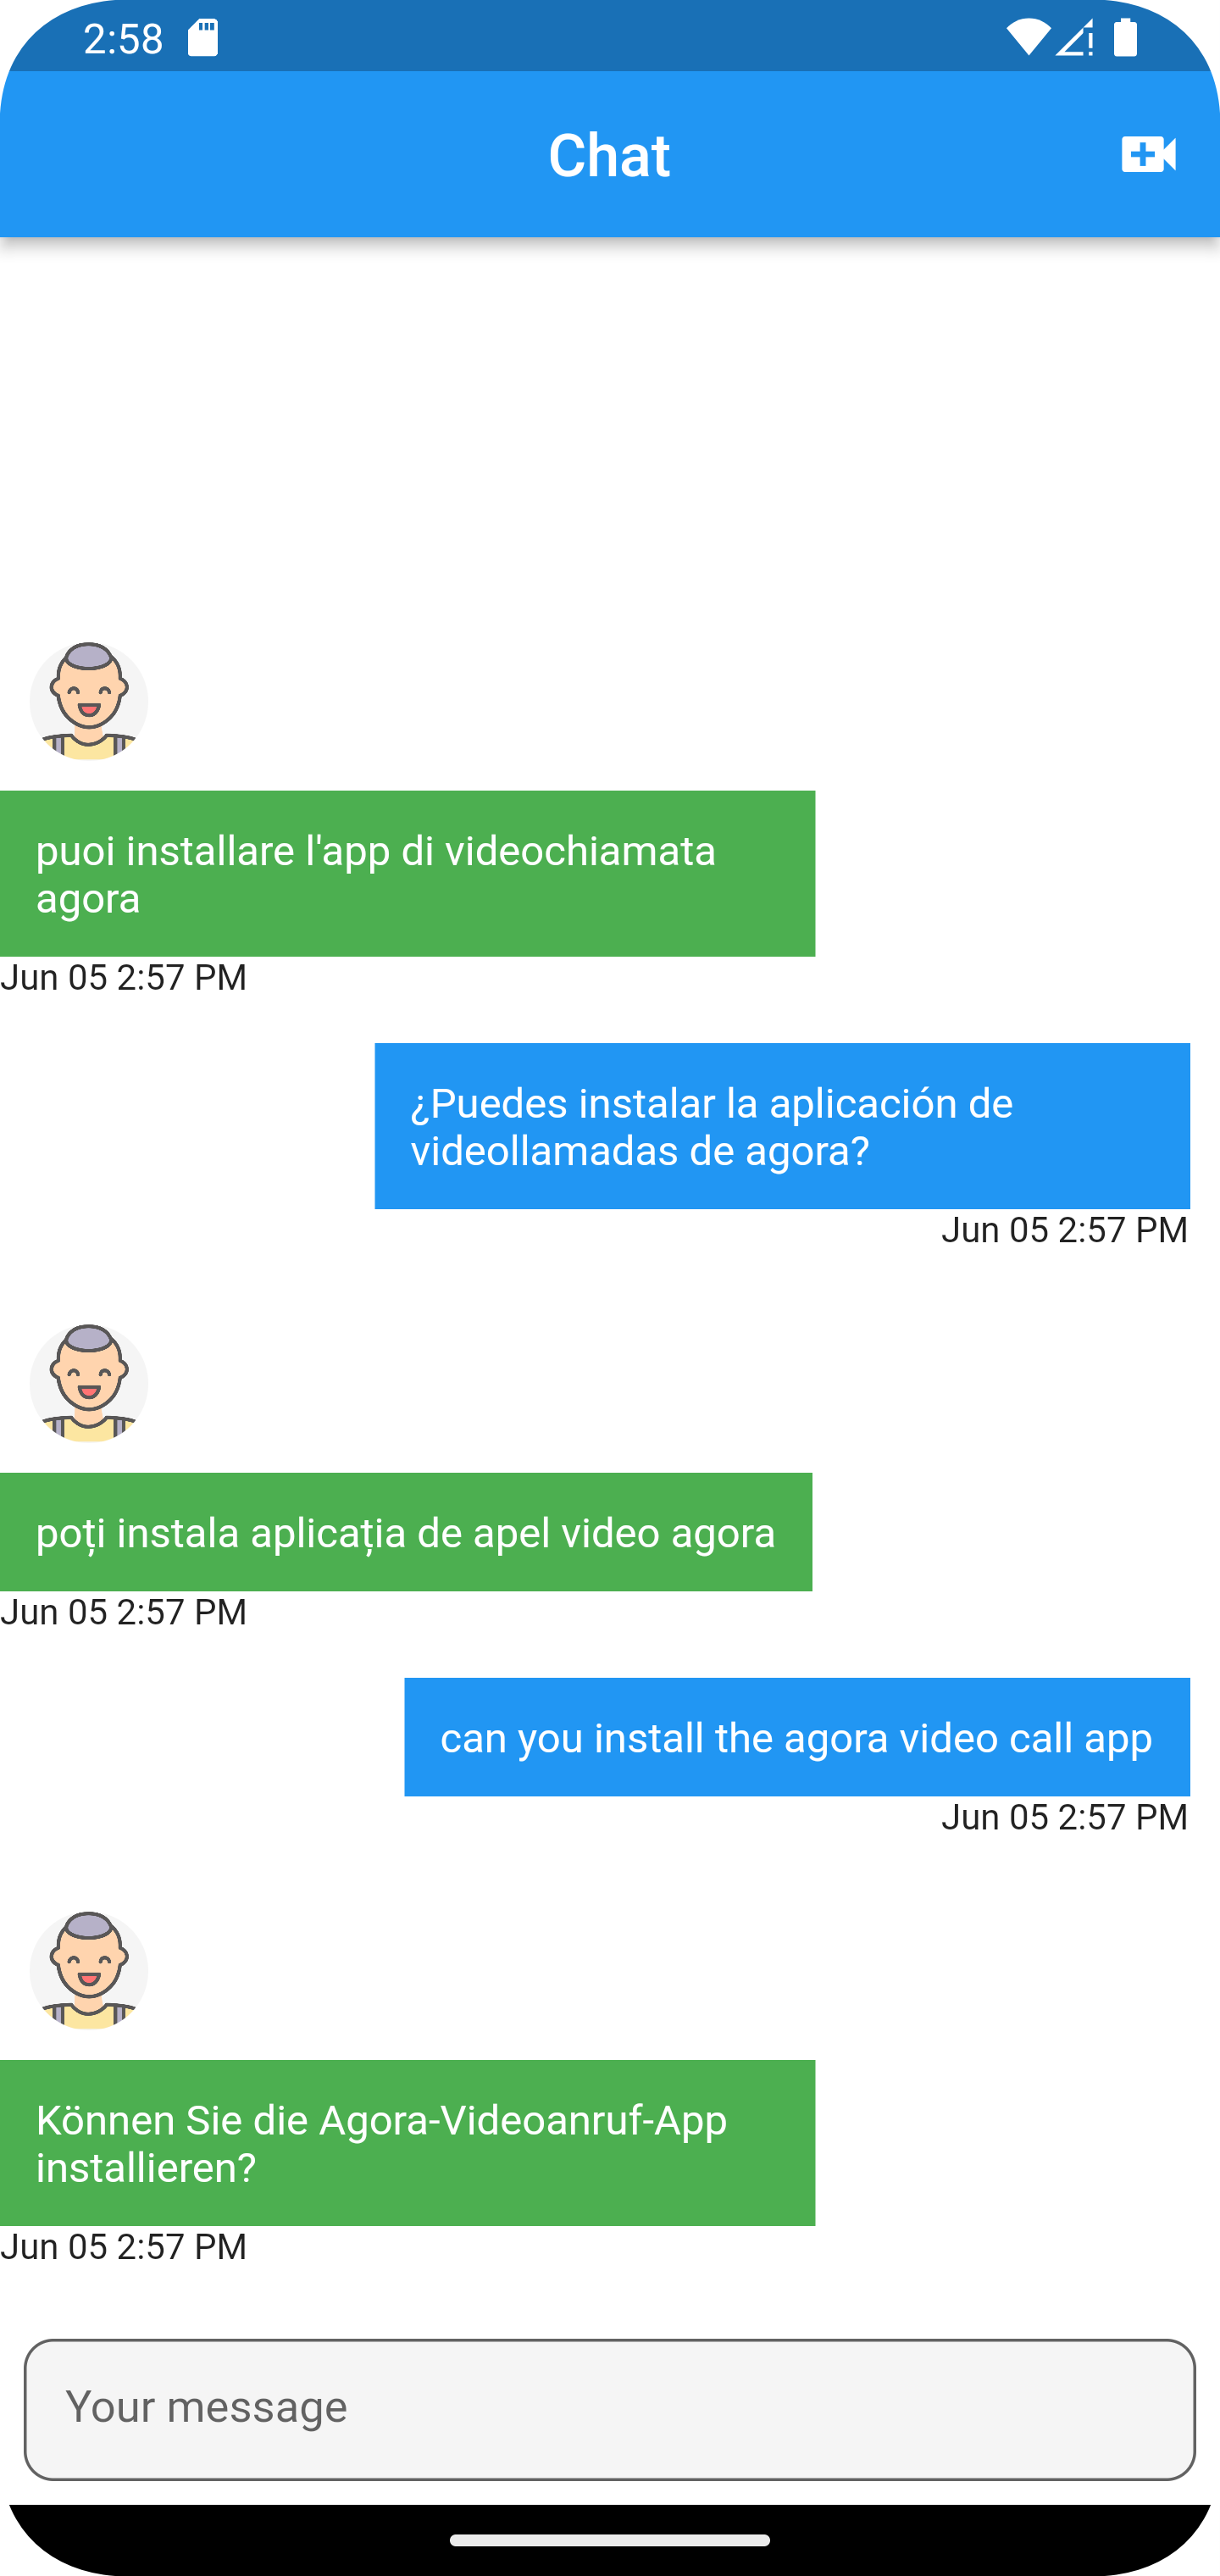 2:58
Chat
puoi installare l'app di videochiamata
agora
Jun 05 2:57 PM
¿Puedes instalar la aplicación de
videollamadas de agora?
Jun 05 2:57 PM
poți instala aplicația de apel video agora
Jun 05 2:57 PM
can you install the agora video call app
Jun 05 2:57 PM
Können Sie die Agora-Videoanruf-App
installieren?
Jun 05 2:57 PM
Your message